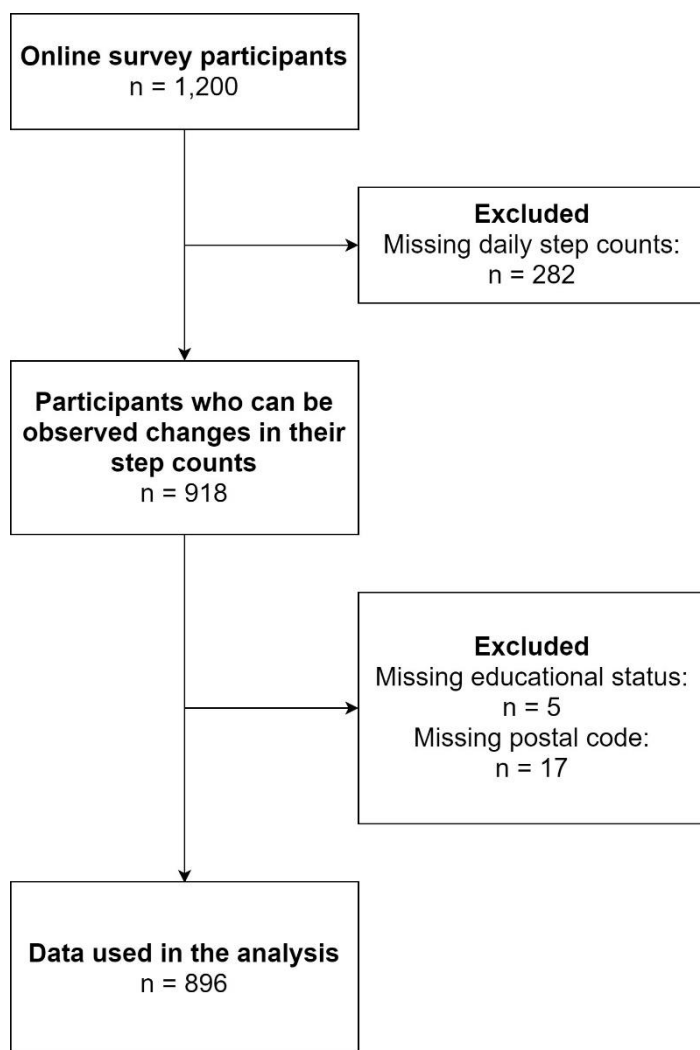 Online survey participants
n = 1,200
Excluded
Missing daily step counts:
n = 282
Participants who can be
observed changes in their
step counts
n = 918
Excluded
Missing educational status:
n = 5
Missing postal code:
n = 17
Data used in the analysis
n = 896